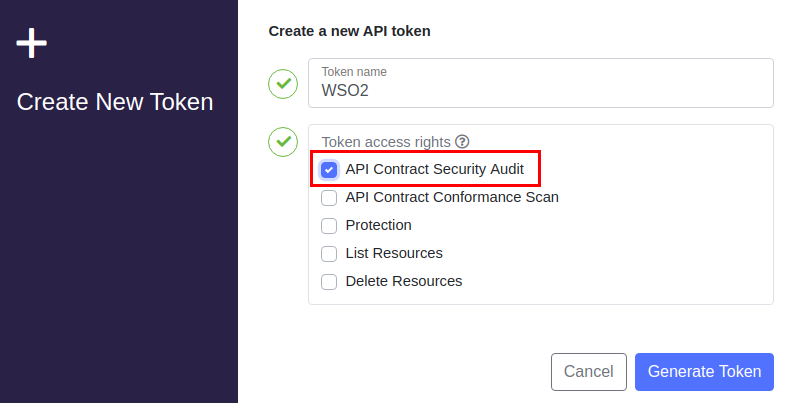 Create New Token
Create a new API token
Token name
WSO2
Token access rights
API Contract Security Audit
API Contract Conformance Scan
Protection
List Resources
Delete Resources
Cancel
Generate Token